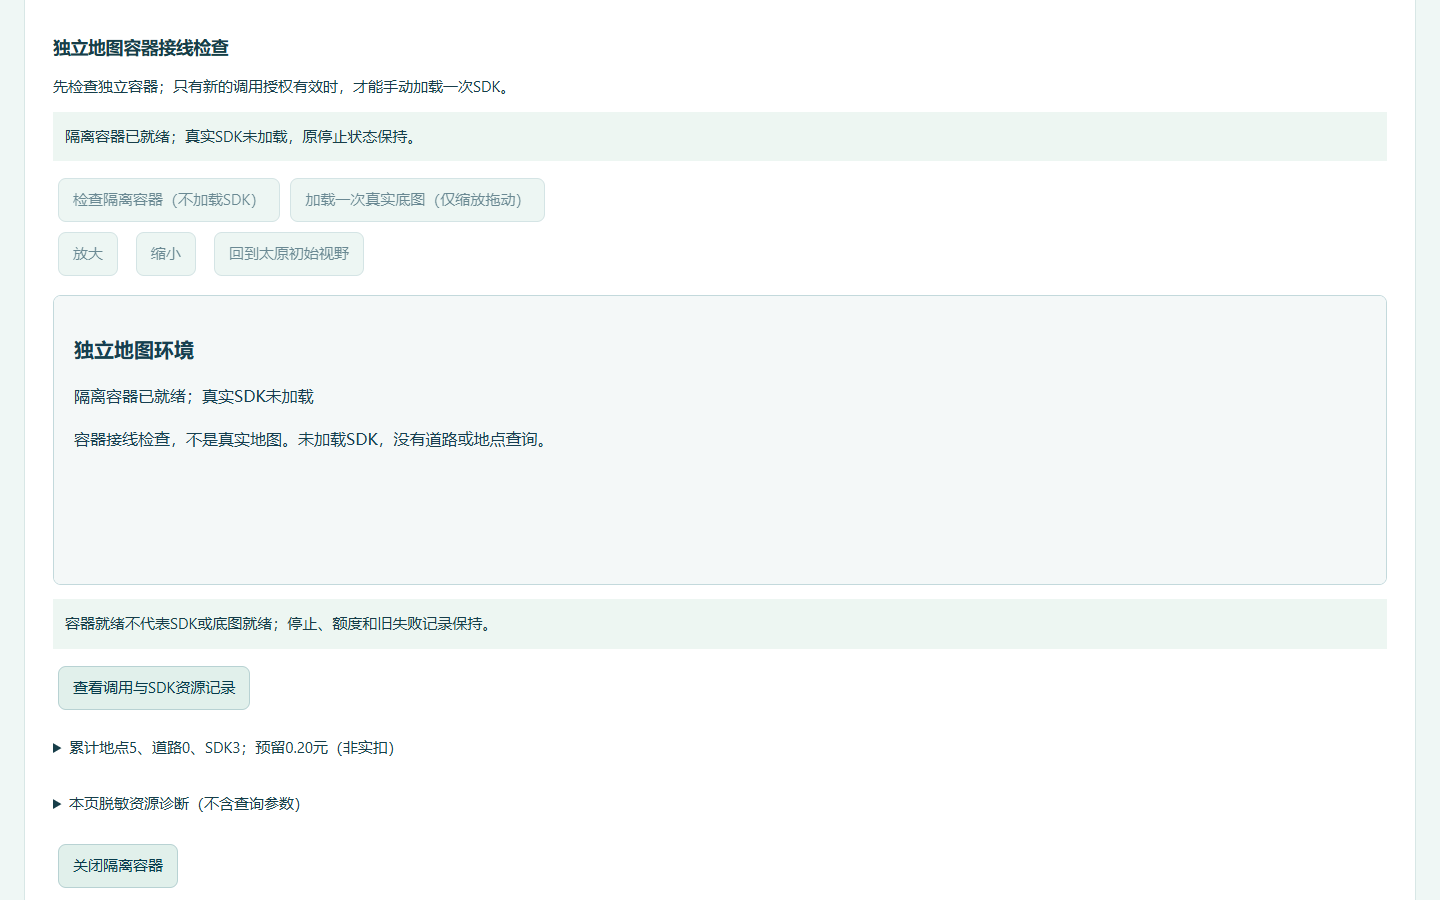 独立地图容器接线检查
先检查独立容器；只有新的调用授权有效时，才能手动加载一次SDK。
隔离容器已就绪；真实SDK未加载，原停止状态保持。
检查隔离容器（不加载SDK） 加载一次真实底图（仅缩放拖动）
放大 缩小 回到太原初始视野
独立地图环境
隔离容器已就绪；真实SDK未加载
容器接线检查，不是真实地图。未加载SDK，没有道路或地点查询。
容器就绪不代表SDK或底图就绪；停止、额度和旧失败记录保持。
查看调用与SDK资源记录
▶ 累计地点5、道路0、SDK3；预留0.20元（非实扣）
▶ 本页脱敏资源诊断（不含查询参数）
关闭隔离容器